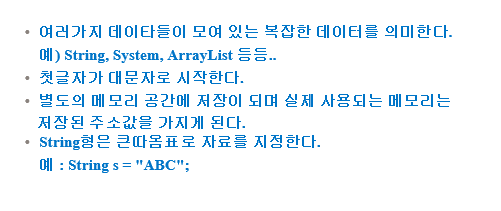 • 여러가지 데이타들이 모여 있는 복잡한 데이터를 의미한다.
예) String, System, ArrayList 등등..
• 첫글자가 대문자로 시작한다.
• 별도의 메모리 공간에 저장이 되며 실제 사용되는 메모리는
저장된 주소값을 가지게 된다.
• String형은 큰따옴표로 자료를 지정한다.
예 : String s = "ABC";